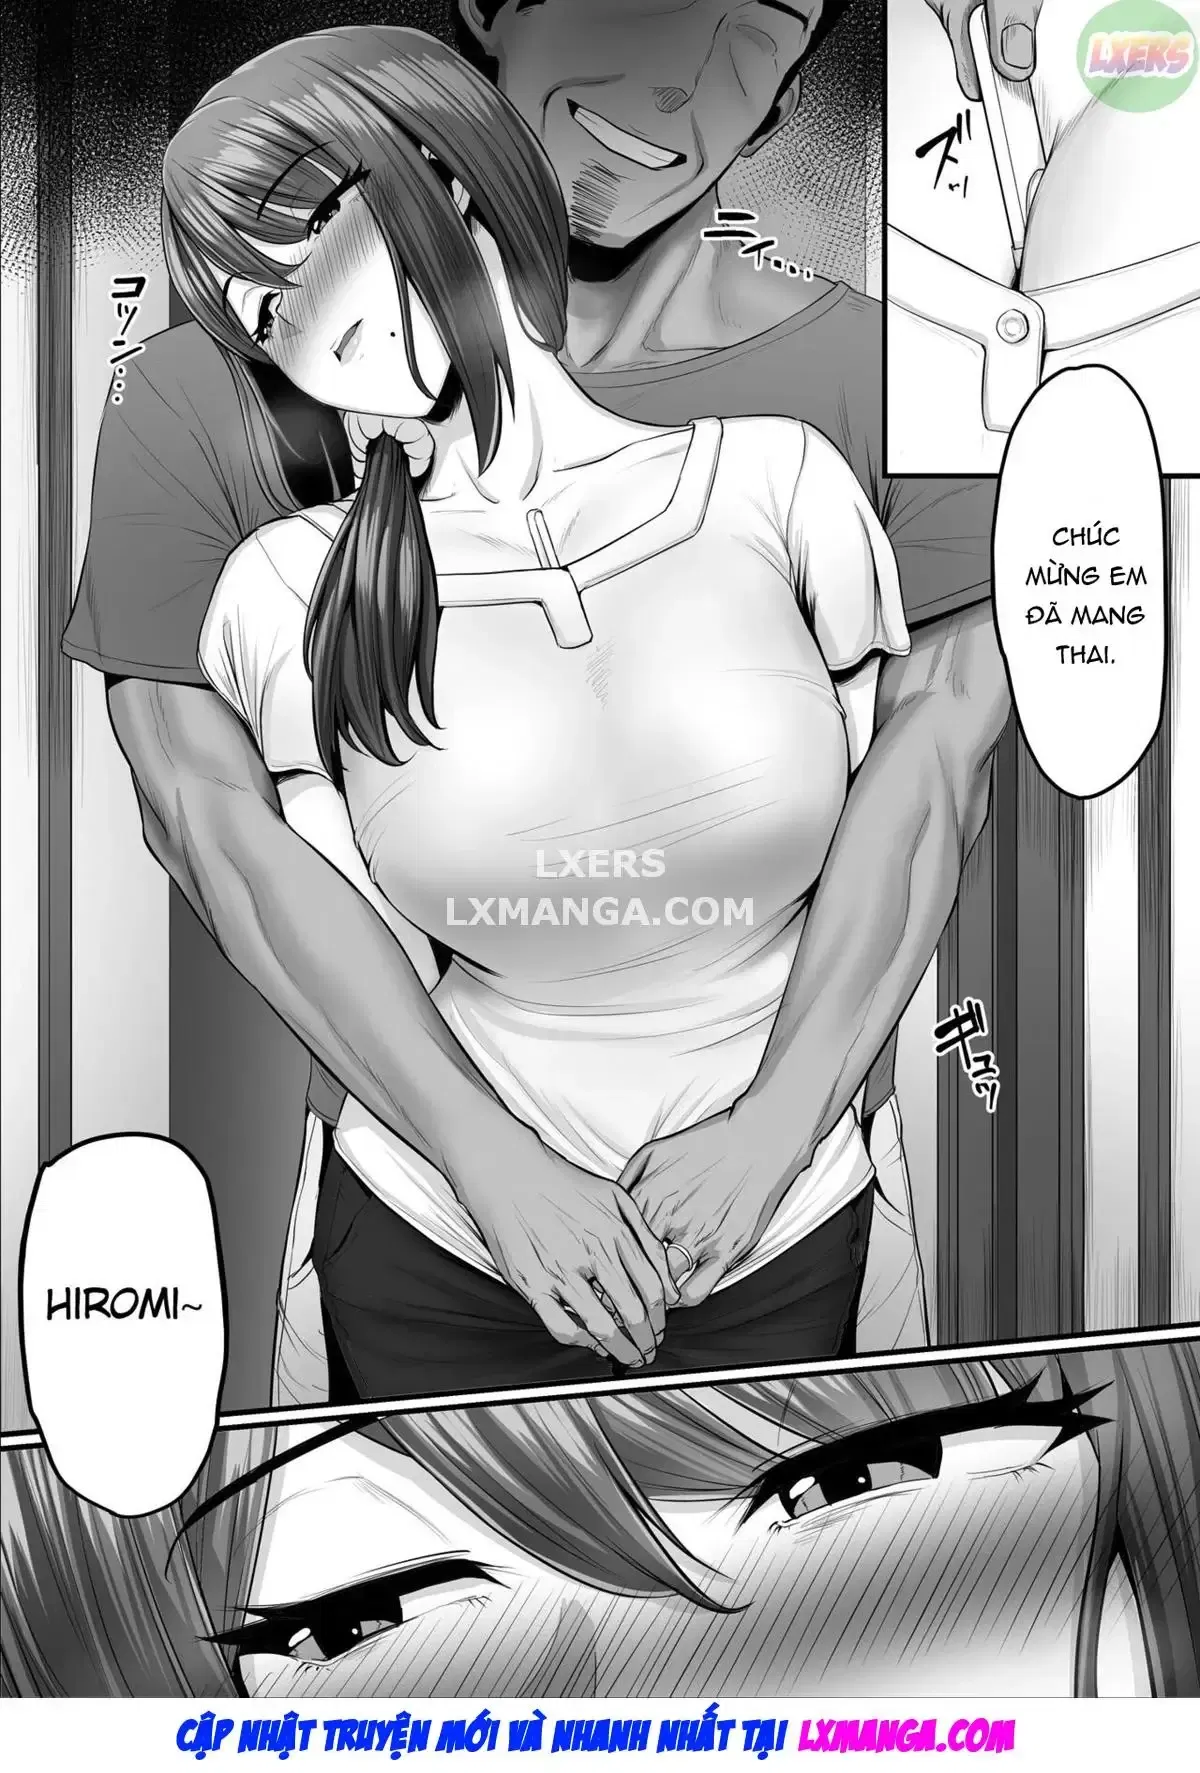 LXERS
ズッ
ニィ...
コツン...
CHÚC
MỪNG EM
ĐÃ MANG
THAI.
LXERS
LXMANGA.COM
ギュッ
HIROMI~
CẬP NHẬT TRUYỆN MỚI VÀ NHANH NHẤT TẠI LXMANGA.COM